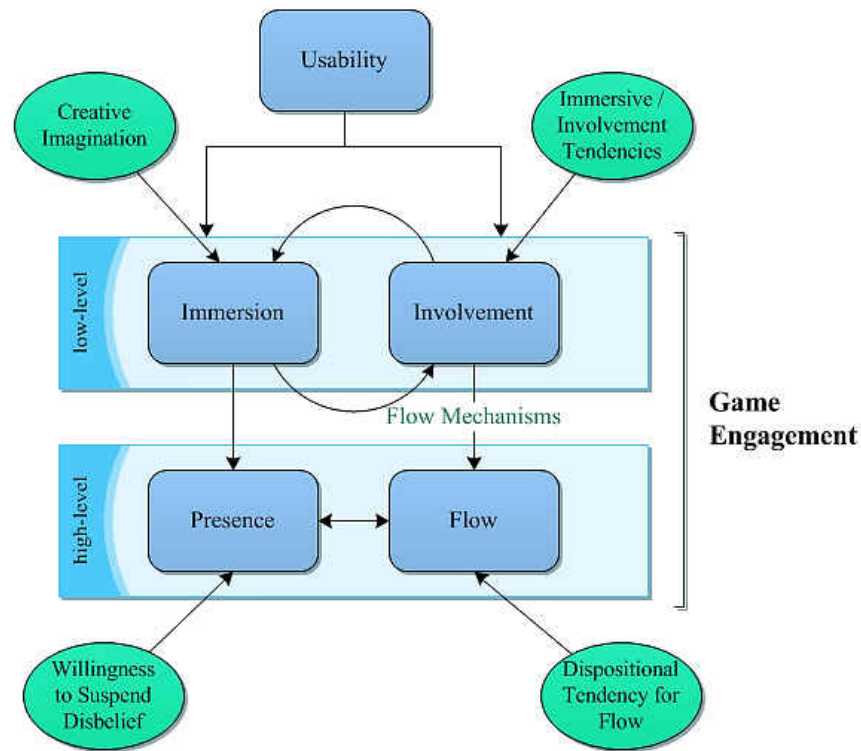 Usability
Creative
Imagination
Immersive /
Involvement
Tendencies
low-level
Immersion
Involvement
Flow Mechanisms
Game
Engagement
high-level
Presence
Flow
Willingness
to Suspend
Disbelief
Dispositional
Tendency for
Flow